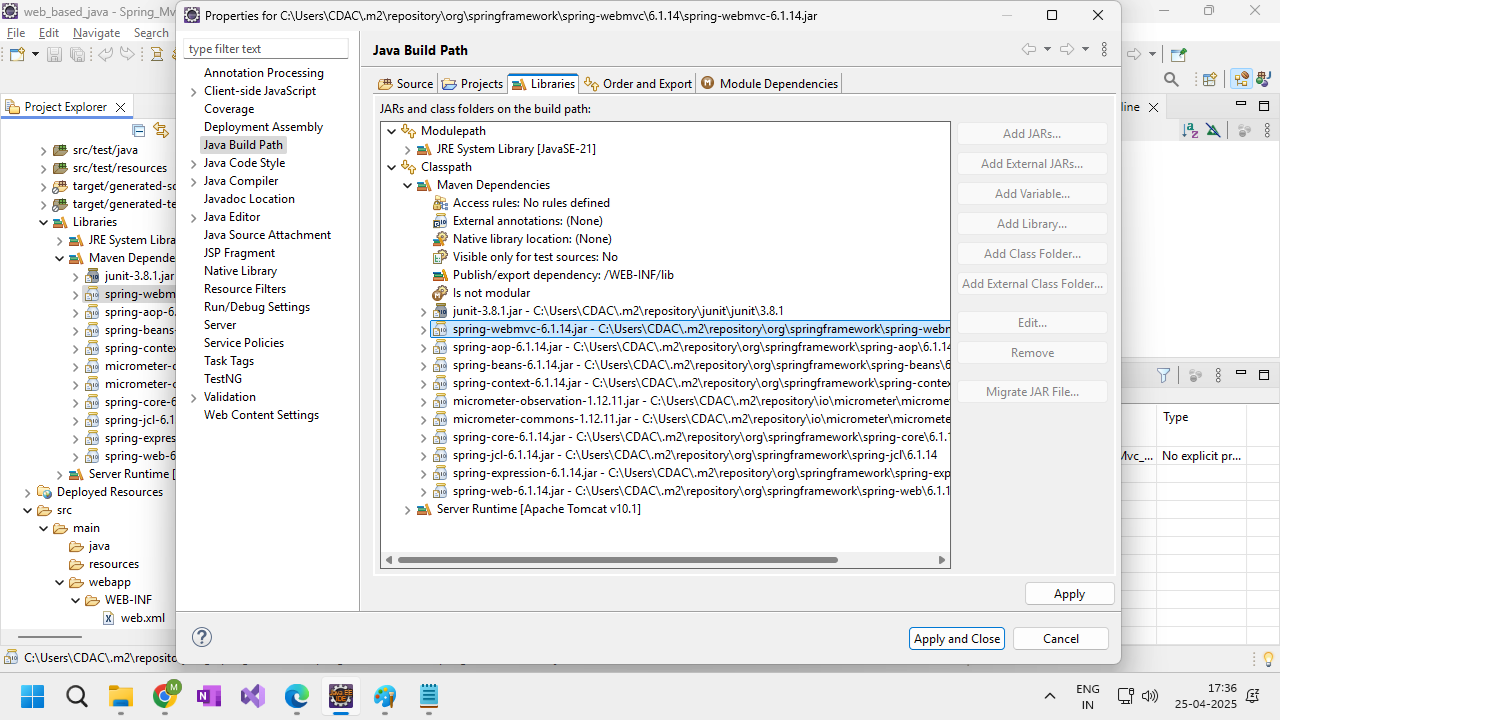 web_based_java - Spring_Mv
File Edit Navigate Search
Project Explorer
src/test/java
src/test/resources
target/generated-so
target/generated-te
Libraries
JRE System Libra
Maven Depende
junit-3.8.1.jar
spring-webm
spring-aop-6.
spring-beans-
spring-contex
micrometer-o
micrometer-c
spring-core-6
spring-jcl-6.1
spring-expres
spring-web-6
Server Runtime [
Deployed Resources
src
main
java
resources
webapp
WEB-INF
web.xml
C:\Users\CDAC\.m2\reposito
Properties for C:\Users\CDAC\.m2\repository\org\springframework\spring-webmvc\6.1.14\spring-webmvc-6.1.14.jar
type filter text
Annotation Processing
Client-side JavaScript
Coverage
Deployment Assembly
Java Build Path
Java Code Style
Java Compiler
Javadoc Location
Java Editor
Java Source Attachment
JSP Fragment
Native Library
Resource Filters
Run/Debug Settings
Server
Service Policies
Task Tags
TestNG
Validation
Web Content Settings
Java Build Path
Source Projects Libraries Order and Export Module Dependencies
JARs and class folders on the build path:
Modulepath
JRE System Library [JavaSE-21]
Classpath
Maven Dependencies
Access rules: No rules defined
External annotations: (None)
Native library location: (None)
Visible only for test sources: No
Publish/export dependency: /WEB-INF/lib
Is not modular
junit-3.8.1.jar - C:\Users\CDAC\.m2\repository\junit\junit\3.8.1
spring-webmvc-6.1.14.jar - C:\Users\CDAC\.m2\repository\org\springframework\spring-webm
spring-aop-6.1.14.jar - C:\Users\CDAC\.m2\repository\org\springframework\spring-aop\6.1.14
spring-beans-6.1.14.jar - C:\Users\CDAC\.m2\repository\org\springframework\spring-beans\6
spring-context-6.1.14.jar - C:\Users\CDAC\.m2\repository\org\springframework\spring-contex
micrometer-observation-1.12.11.jar - C:\Users\CDAC\.m2\repository\io\micrometer\micromet
micrometer-commons-1.12.11.jar - C:\Users\CDAC\.m2\repository\io\micrometer\micromete
spring-core-6.1.14.jar - C:\Users\CDAC\.m2\repository\org\springframework\spring-core\6.1.1
spring-jcl-6.1.14.jar - C:\Users\CDAC\.m2\repository\org\springframework\spring-jcl\6.1.14
spring-expression-6.1.14.jar - C:\Users\CDAC\.m2\repository\org\springframework\spring-exp
spring-web-6.1.14.jar - C:\Users\CDAC\.m2\repository\org\springframework\spring-web\6.1.1
Server Runtime [Apache Tomcat v10.1]
Add JARs...
Add External JARs...
Add Variable...
Add Library...
Add Class Folder...
Add External Class Folder...
Edit...
Remove
Migrate JAR File...
Apply
Apply and Close Cancel
line
Type
Mvc_... No explicit pr...
ENG
IN
17:36
25-04-2025